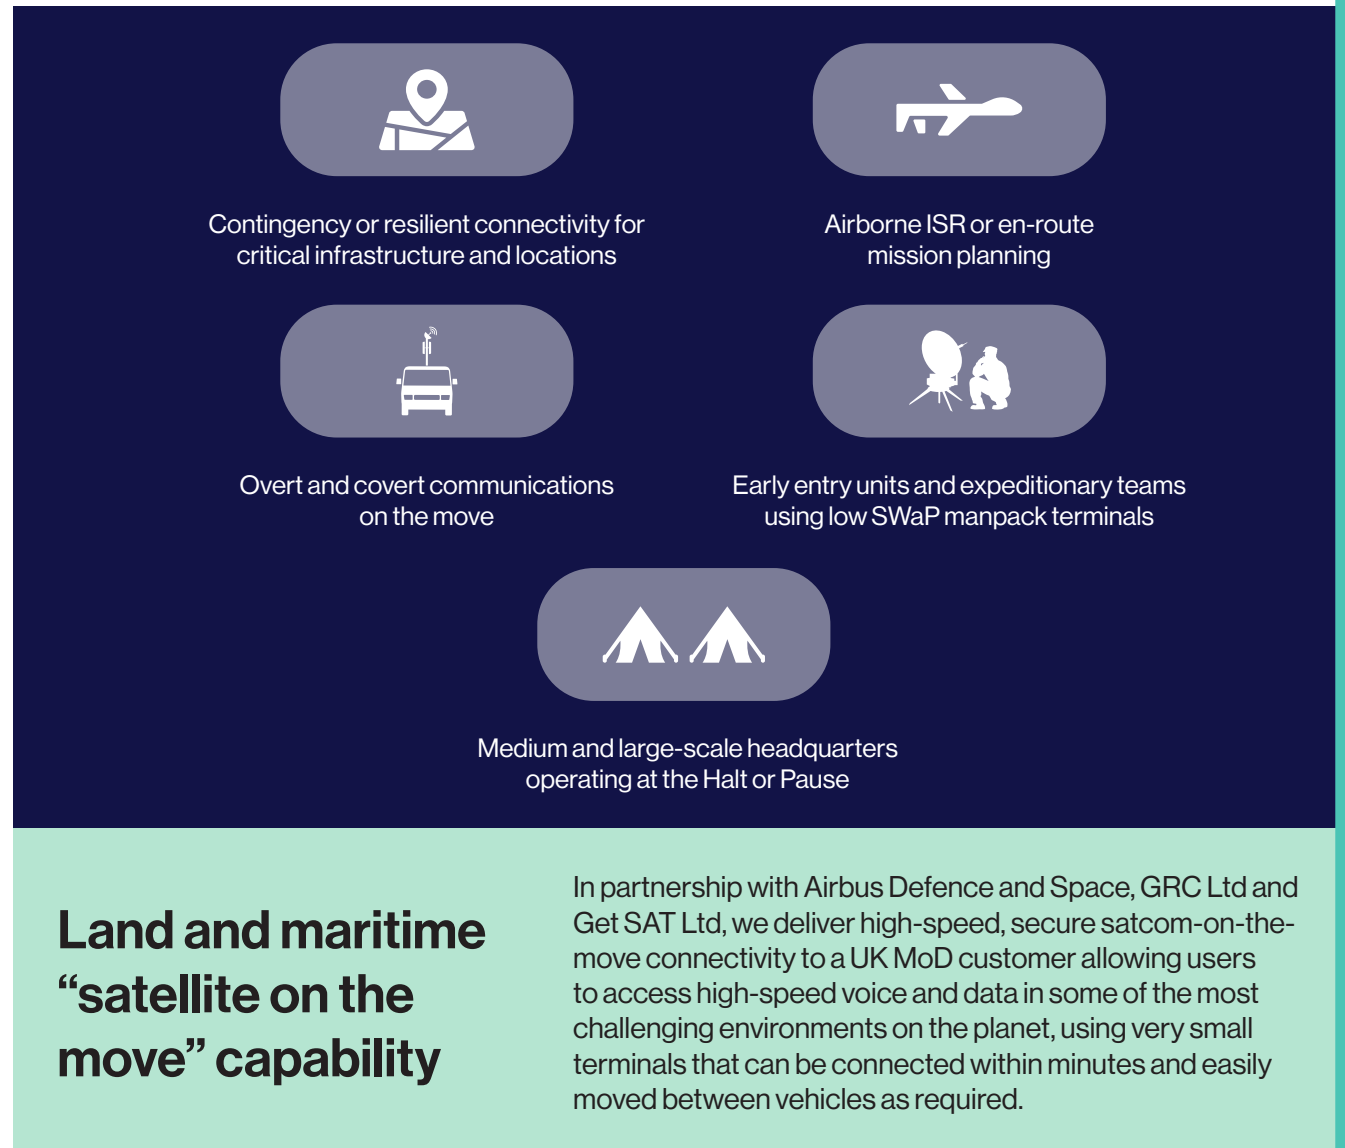 Contingency or resilient connectivity for
critical infrastructure and locations
Airborne ISR or en-route
mission planning
Overt and covert communications
on the move
Early entry units and expeditionary teams
using low SWaP manpack terminals
Medium and large-scale headquarters
operating at the Halt or Pause
Land and maritime
“satellite on the
move” capability
In partnership with Airbus Defence and Space, GRC Ltd and
Get SAT Ltd, we deliver high-speed, secure satcom-on-the-
move connectivity to a UK MoD customer allowing users
to access high-speed voice and data in some of the most
challenging environments on the planet, using very small
terminals that can be connected within minutes and easily
moved between vehicles as required.